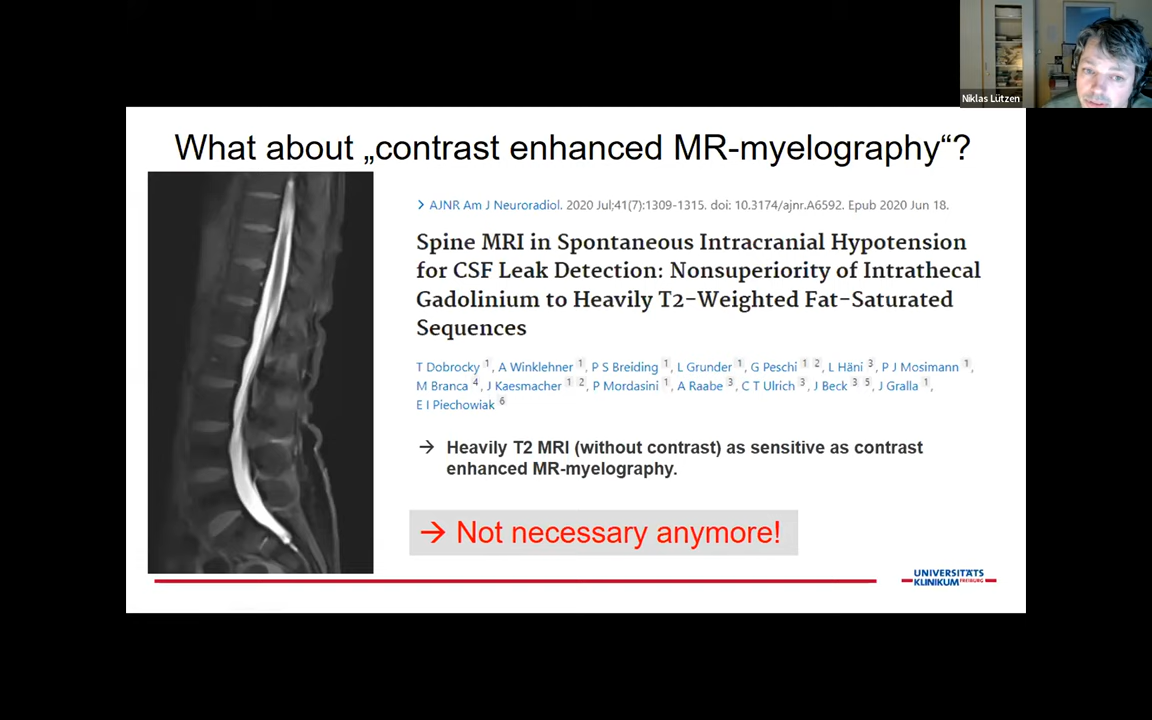 Niklas Lützen
What about „contrast enhanced MR-myelography“?
> AJNR Am J Neuroradiol. 2020 Jul;41(7):1309-1315. doi: 10.3174/ajnr.A6592. Epub 2020 Jun 18.
Spine MRI in Spontaneous Intracranial Hypotension
for CSF Leak Detection: Nonsuperiority of Intrathecal
Gadolinium to Heavily T2-Weighted Fat-Saturated
Sequences
T Dobrocky 1, A Winklehner 1, P S Breiding 1, L Grunder 1, G Peschi 1 2, L Häni 3, P J Mosimann 1,
M Branca 4, J Kaesmacher 1 2, P Mordasini 1, A Raabe 3, C T Ulrich 3, J Beck 3 5, J Gralla 1,
E I Piechowiak 6
→ Heavily T2 MRI (without contrast) as sensitive as contrast
enhanced MR-myelography.
→ Not necessary anymore!
UNIVERSITÄTS
KLINIKUM FREIBURG